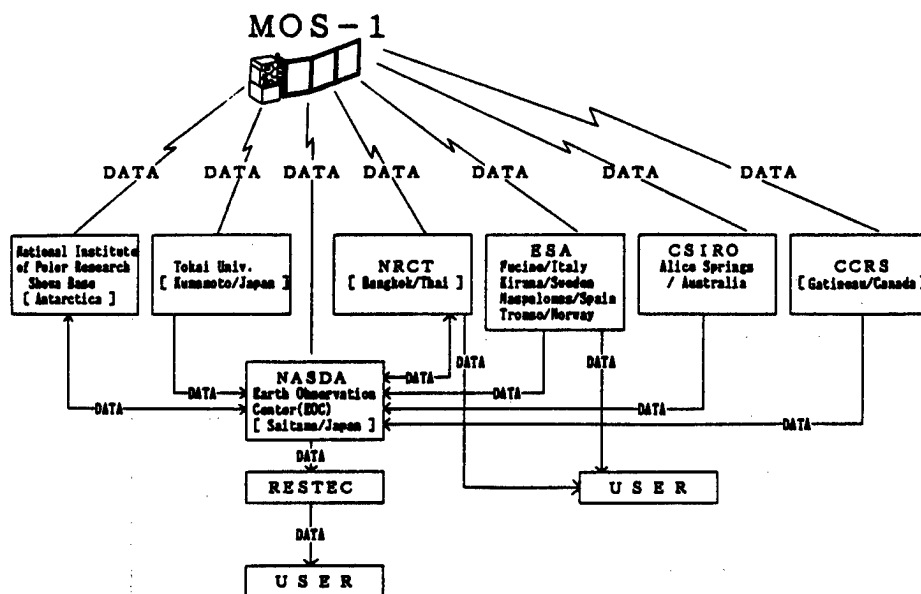 MOS-1
DATA DATA DATA DATA DATA DATA DATA
National Institute
of Polar Research
Showa Base
[ Antarctica ]
Tokai Univ.
[ Kumamoto/Japan ]
NRCT
[ Bangkok/Thai ]
ESA
Fucino/Italy
Kiruna/Sweden
Maspalomas/Spain
Tromso/Norway
CSIRO
Alice Springs
/ Australia
CCRS
[ Gatineau/Canada ]
DATA
DATA
DATA
DATA
DATA
DATA
DATA
DATA
NASDA
Earth Observation
Center(EOC)
[ Saitama/Japan ]
DATA
RESTEC
USER
DATA
USER